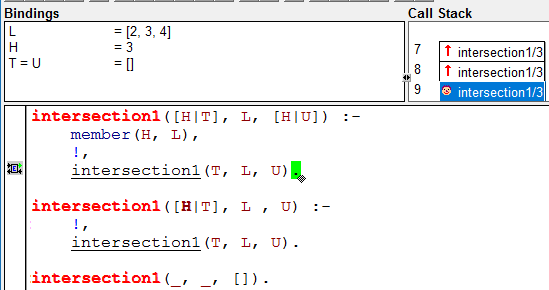 Bindings
L = [2, 3, 4]
H = 3
T = U = []
Call Stack
7 intersection1/3
8 intersection1/3
9 intersection1/3
intersection1([H|T], L, [H|U]) :-
member(H, L),
!,
intersection1(T, L, U).
intersection1([H|T], L , U) :-
!,
intersection1(T, L, U).
intersection1(_, _, []).